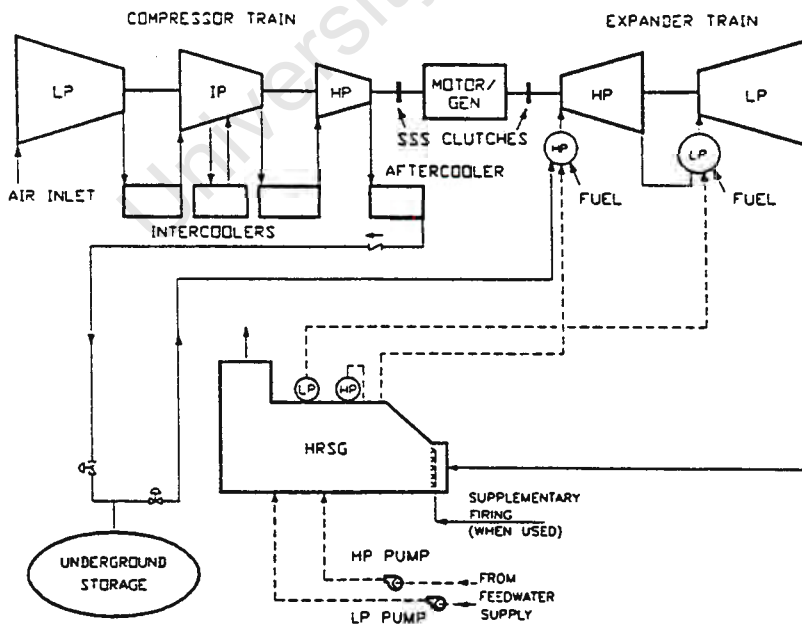 COMPRESSOR TRAIN
EXPANDER TRAIN
LP
IP
HP
MOTOR/
GEN
HP
LP
SSS CLUTCHES
HP
LP
AIR INLET
AFTERCOOLER
FUEL
FUEL
INTERCOOLERS
University
LP
HP
HRSG
SUPPLEMENTARY
FIRING
(WHEN USED)
UNDERGROUND
STORAGE
HP PUMP
FROM
FEEDWATER
SUPPLY
LP PUMP